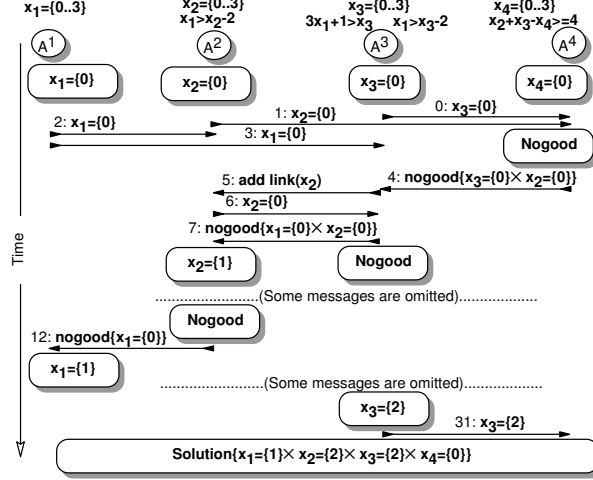 x1={0..3} x2={0..3} x3={0..3} x4={0..3}
x1>x2-2 3x1+1>x3 x1>x3-2 x2+x3-x4>=4
A1 A2 A3 A4
x1={0} x2={0} x3={0} x4={0}
1: x2={0} 0: x3={0}
2: x1={0} 3: x1={0}
Nogood
5: add link(x2) 4: nogood{x3={0}× x2={0}}
6: x2={0}
7: nogood{x1={0}× x2={0}}
x2={1} Nogood
Time
....................(Some messages are omitted)...................
Nogood
12: nogood{x1={0}}
x1={1}
....................(Some messages are omitted)...................
x3={2}
31: x3={2}
Solution{x1={1}× x2={2}× x3={2}× x4={0}}